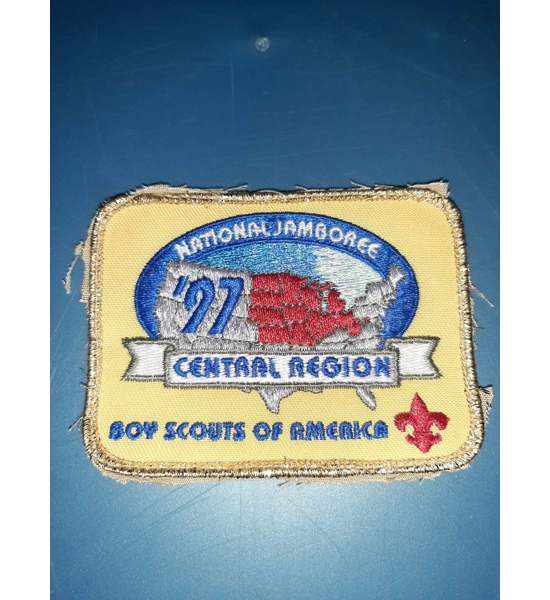 NATIONAL JAMBOREE
'97
CENTRAL REGION
BOY SCOUTS OF AMERICA